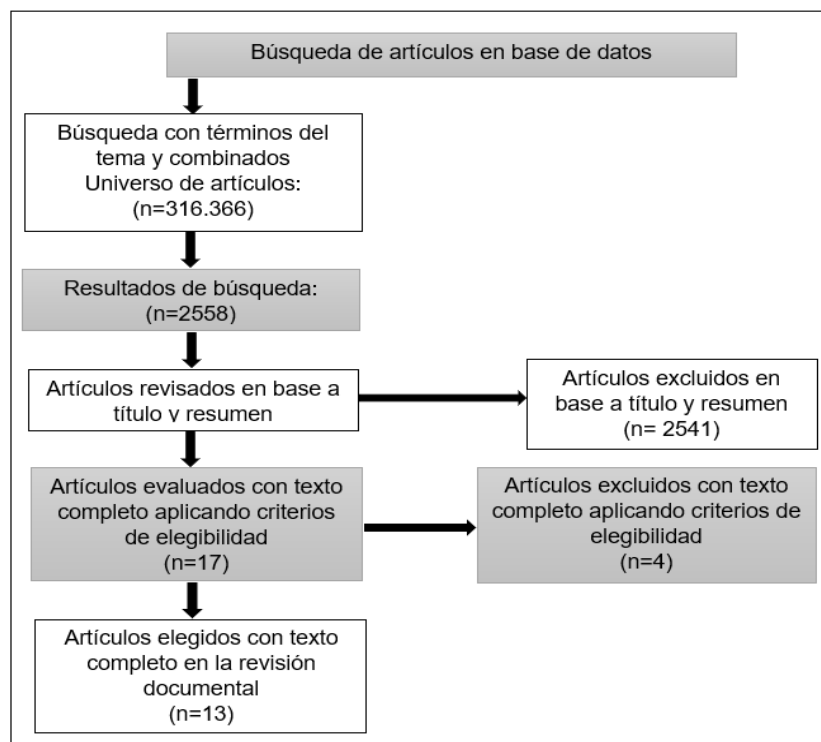 Búsqueda de artículos en base de datos
Búsqueda con términos del
tema y combinados
Universo de artículos:
(n=316.366)
Resultados de búsqueda:
(n=2558)
Artículos revisados en base a
título y resumen
Artículos excluidos en
base a título y resumen
(n= 2541)
Artículos evaluados con texto
completo aplicando criterios
de elegibilidad
(n=17)
Artículos excluidos con texto
completo aplicando criterios de
elegibilidad
(n=4)
Artículos elegidos con texto
completo en la revisión
documental
(n=13)